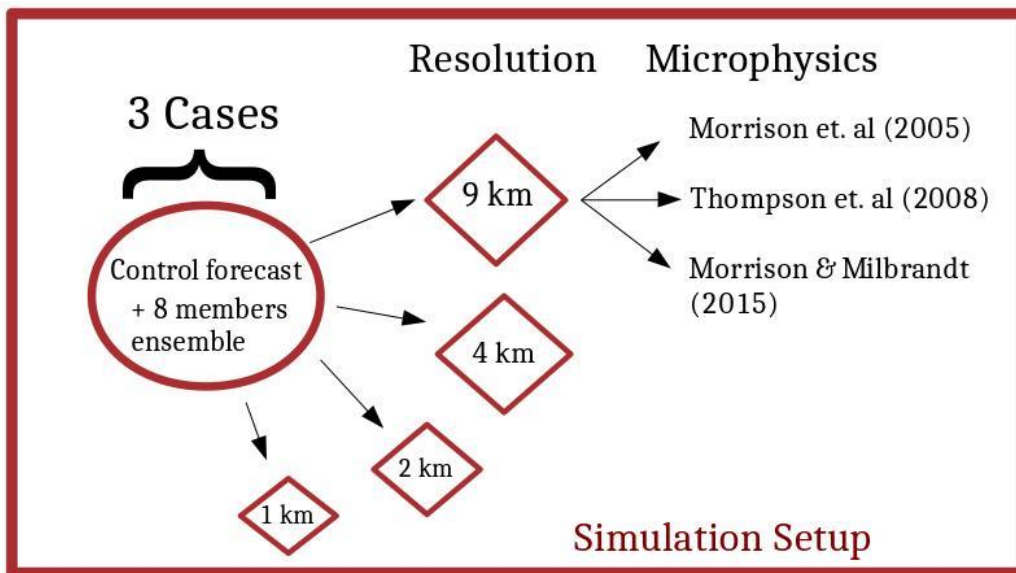 Resolution
Microphysics
3 Cases
Control forecast
+ 8 members
ensemble
9 km
4 km
2 km
1 km
Morrison et. al (2005)
Thompson et. al (2008)
Morrison & Milbrandt
(2015)
Simulation Setup